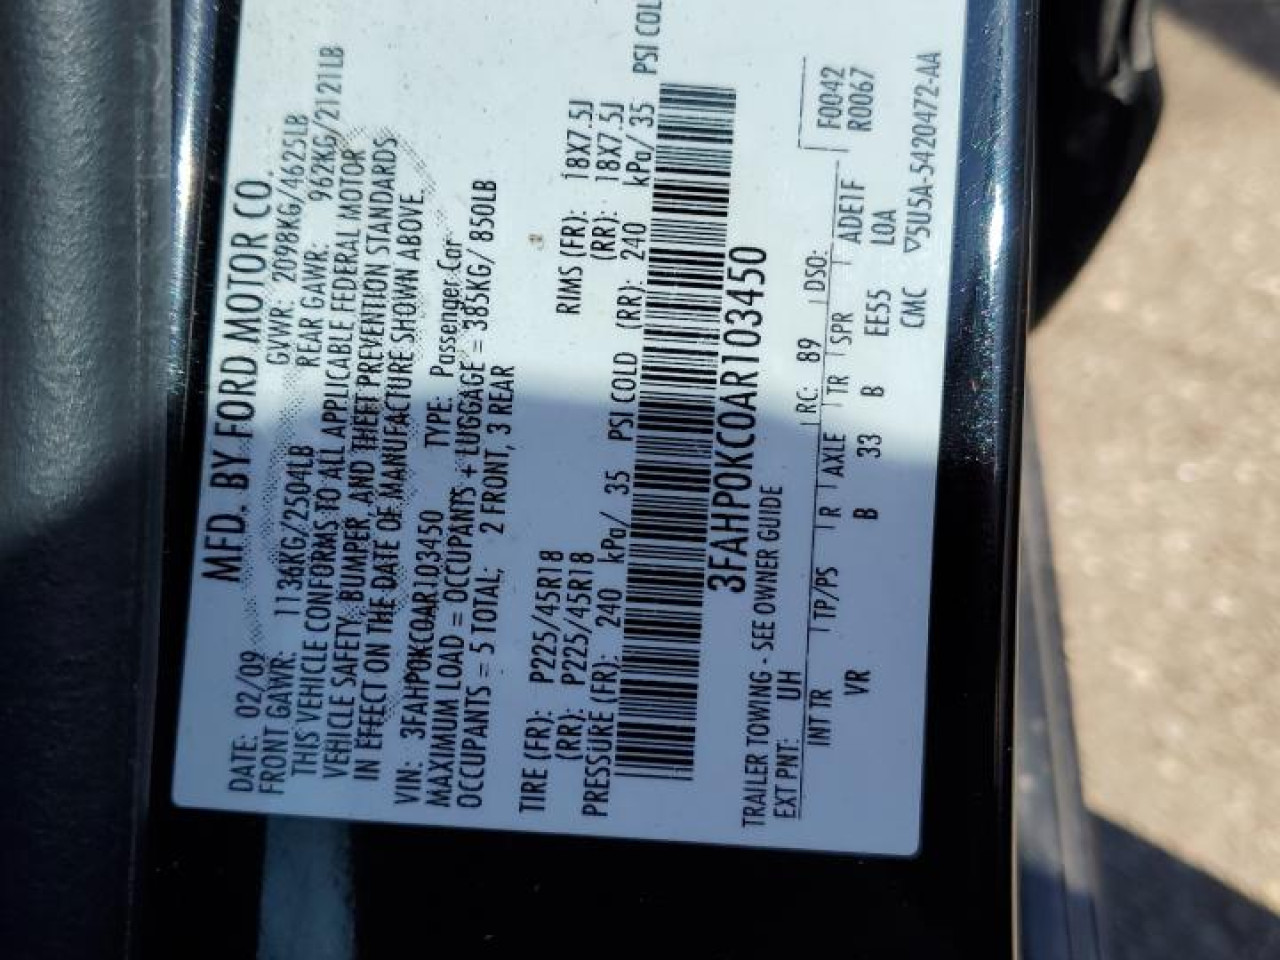 MFD. BY FORD MOTOR CO.
DATE: 02/09 GVWR: 2098KG/4625LB
FRONT GAWR: 1136KG/2504LB REAR GAWR: 962KG/2121LB
THIS VEHICLE CONFORMS TO ALL APPLICABLE FEDERAL MOTOR
VEHICLE SAFETY, BUMPER, AND THEFT PREVENTION STANDARDS
IN EFFECT ON THE DATE OF MANUFACTURE SHOWN ABOVE.
VIN: 3FAHP0KC0AR103450 TYPE: Passenger Car
MAXIMUM LOAD = OCCUPANTS + LUGGAGE = 385KG/ 850LB
OCCUPANTS = 5 TOTAL; 2 FRONT, 3 REAR
TIRE (FR): P225/45R18 RIMS (FR): 18X7.5J
(RR): P225/45R18 (RR): 18X7.5J
PRESSURE (FR): 240 kPa/ 35 PSI COLD (RR): 240 kPa/ 35 PSI COL
3FAHP0KC0AR103450
TRAILER TOWING - SEE OWNER GUIDE
EXT PNT: UH RC: 89 DSO: F0042
INT TR TP/PS R AXLE TR SPR ADE1F R0067
VR B 33 B EE55 LOA
CMC ▽5U5A-5420472-AA